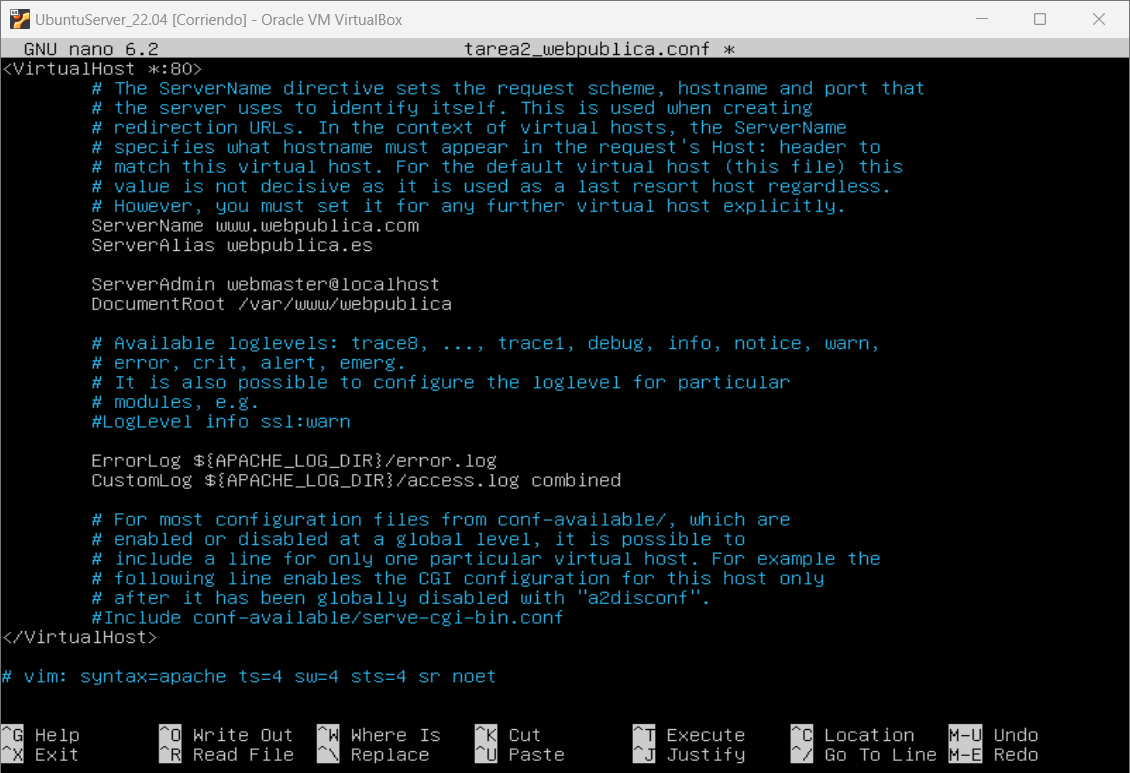 UbuntuServer_22.04 [Corriendo] - Oracle VM VirtualBox
GNU nano 6.2 tarea2_webpublica.conf *
<VirtualHost *:80>
# The ServerName directive sets the request scheme, hostname and port that
# the server uses to identify itself. This is used when creating
# redirection URLs. In the context of virtual hosts, the ServerName
# specifies what hostname must appear in the request's Host: header to
# match this virtual host. For the default virtual host (this file) this
# value is not decisive as it is used as a last resort host regardless.
# However, you must set it for any further virtual host explicitly.
ServerName www.webpublica.com
ServerAlias webpublica.es
ServerAdmin webmaster@localhost
DocumentRoot /var/www/webpublica
# Available loglevels: trace8, ..., trace1, debug, info, notice, warn,
# error, crit, alert, emerg.
# It is also possible to configure the loglevel for particular
# modules, e.g.
#LogLevel info ssl:warn
ErrorLog ${APACHE_LOG_DIR}/error.log
CustomLog ${APACHE_LOG_DIR}/access.log combined
# For most configuration files from conf-available/, which are
# enabled or disabled at a global level, it is possible to
# include a line for only one particular virtual host. For example the
# following line enables the CGI configuration for this host only
# after it has been globally disabled with "a2disconf".
#Include conf-available/serve-cgi-bin.conf
</VirtualHost>
# vim: syntax=apache ts=4 sw=4 sts=4 sr noet
^G Help ^O Write Out ^W Where Is ^K Cut ^T Execute ^C Location M-U Undo
^X Exit ^R Read File ^\ Replace ^U Paste ^J Justify ^/ Go To Line M-E Redo